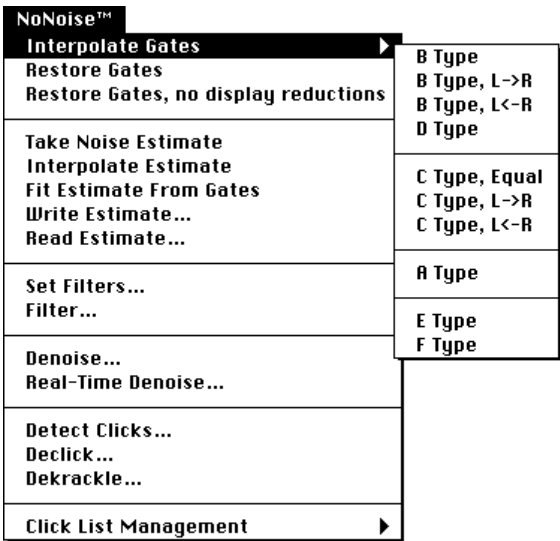 NoNoise™
Interpolate Gates
Restore Gates
Restore Gates, no display reductions
Take Noise Estimate
Interpolate Estimate
Fit Estimate From Gates
Write Estimate...
Read Estimate...
Set Filters...
Filter...
Denoise...
Real-Time Denoise...
Detect Clicks...
Declick...
Dekrackle...
Click List Management
B Type
B Type, L->R
B Type, L<-R
D Type
C Type, Equal
C Type, L->R
C Type, L<-R
A Type
E Type
F Type